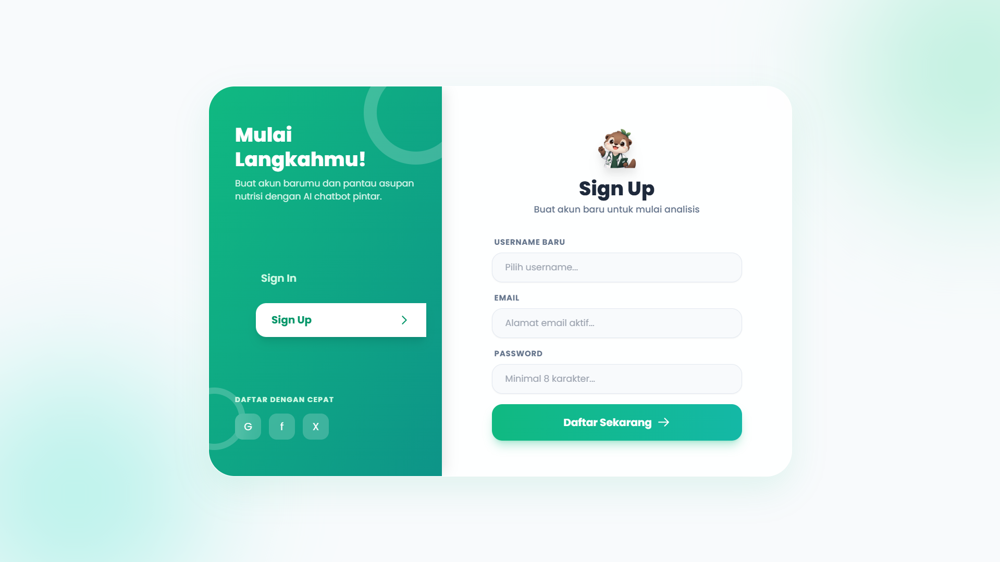 Mulai
Langkahmu!
Buat akun barumu dan pantau asupan
nutrisi dengan AI chatbot pintar.
Sign In
Sign Up
DAFTAR DENGAN CEPAT
G f X
Sign Up
Buat akun baru untuk mulai analisis
USERNAME BARU
Pilih username...
EMAIL
Alamat email aktif...
PASSWORD
Minimal 8 karakter...
Daftar Sekarang →